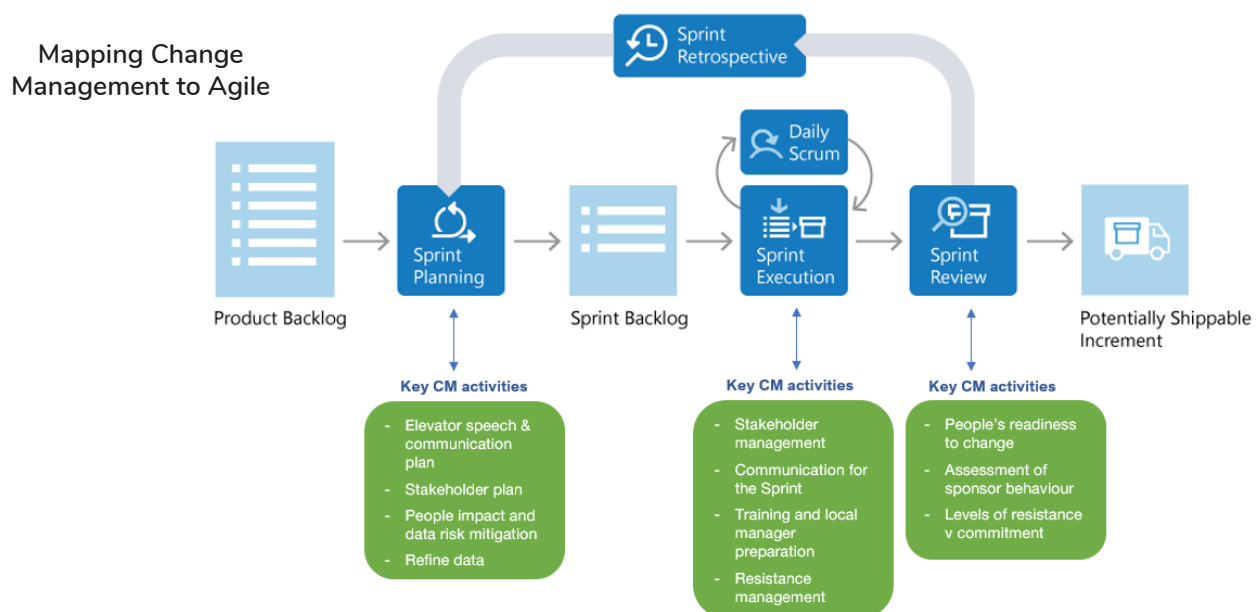 Mapping Change
Management to Agile
Sprint
Retrospective
Daily
Scrum
Sprint
Planning
Sprint
Execution
Sprint
Review
Product Backlog
Sprint Backlog
Potentially Shippable
Increment
Key CM activities
- Elevator speech &
communication
plan
- Stakeholder plan
- People impact and
data risk mitigation
- Refine data
Key CM activities
- Stakeholder
management
- Communication for
the Sprint
- Training and local
manager
preparation
- Resistance
management
Key CM activities
- People's readiness
to change
- Assessment of
sponsor behaviour
- Levels of resistance
v commitment